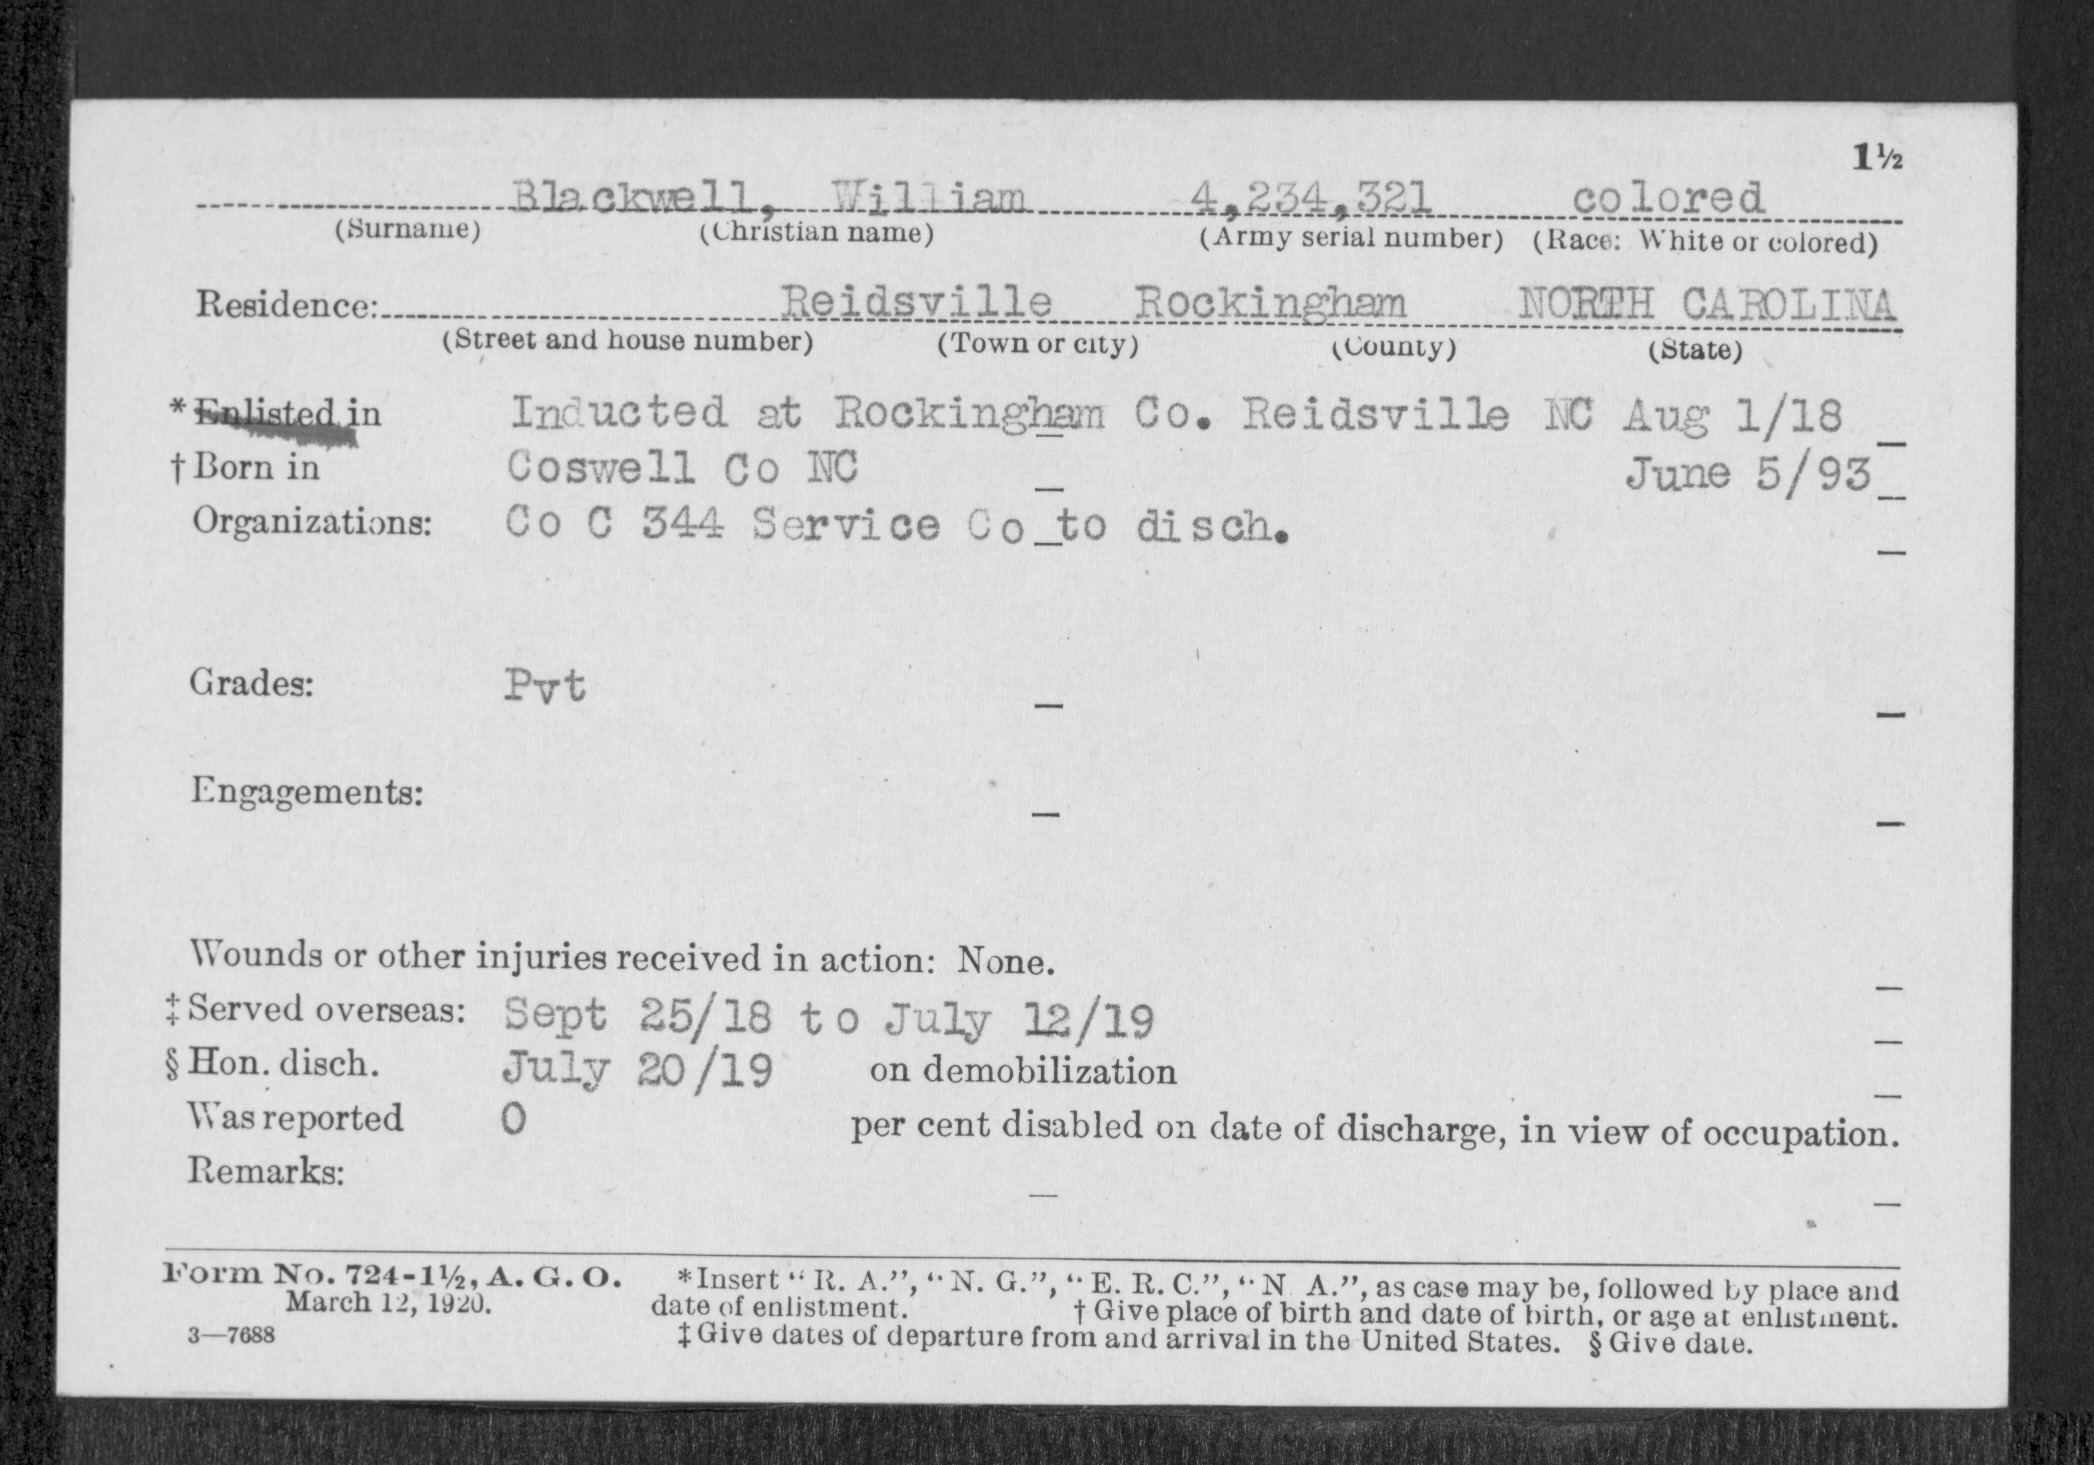 1½
Blackwell, William 4,234,321 colored
(Surname) (Christian name) (Army serial number) (Race: White or colored)
Residence: Reidsville Rockingham NORTH CAROLINA
(Street and house number) (Town or city) (County) (State)
* Enlisted in Inducted at Rockingham Co. Reidsville NC Aug 1/18
† Born in Coswell Co NC June 5/93
Organizations: Co C 344 Service Co to disch.
Grades: Pvt
Engagements:
Wounds or other injuries received in action: None.
‡ Served overseas: Sept 25/18 to July 12/19
§ Hon. disch. July 20/19 on demobilization
Was reported 0 per cent disabled on date of discharge, in view of occupation.
Remarks:
Form No. 724-1½, A. G. O. *Insert "R. A.", "N. G.", "E. R. C.", "N. A.", as case may be, followed by place and
March 12, 1920. date of enlistment. † Give place of birth and date of birth, or age at enlistment.
3—7688 ‡ Give dates of departure from and arrival in the United States. § Give date.